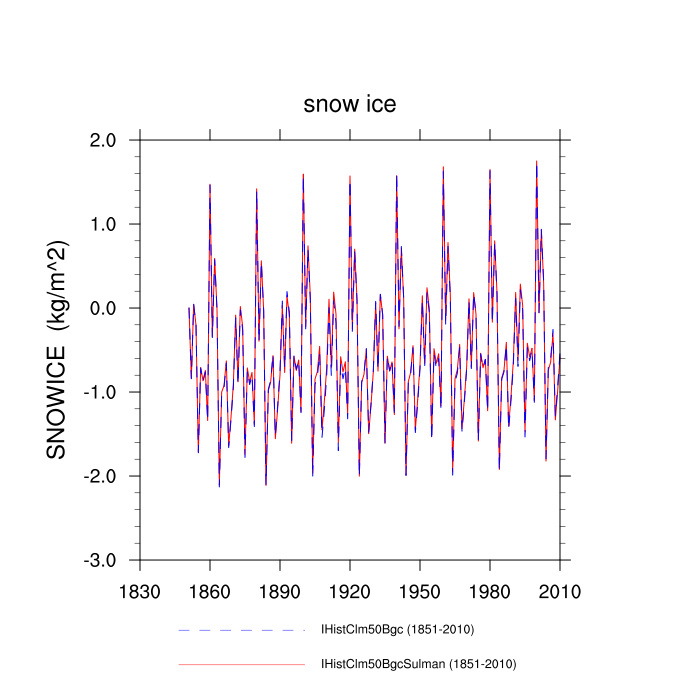 snow ice
2.0
1.0
0.0
-1.0
-2.0
-3.0
SNOWICE (kg/m^2)
1830 1860 1890 1920 1950 1980 2010
IHistClm50Bgc (1851-2010)
IHistClm50BgcSulman (1851-2010)